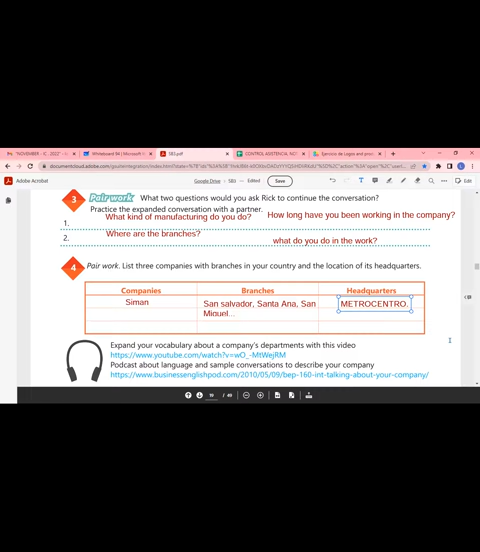 "NOVEMBER - C , 2022" - \
Whiteboard 94 | Microsoft \
SB3.pdf
CONTROL ASISTENCIAL NO
Ejercicio de Logos and
Adobe Acrobat
Google Drive › SB3 — Edited
Save
Edit
3 Pair work What two questions would you ask Rick to continue the conversation?
Practice the expanded conversation with a partner.
1. What kind of manufacturing do you do? How long have you been working in the company?
2. Where are the branches?
what do you do in the work?
4 Pair work. List three companies with branches in your country and the location of its headquarters.
Companies Branches Headquarters
Siman San salvador, Santa Ana, San METROCENTRO.
Miguel...
Expand your vocabulary about a company's departments with this video
https://www.youtube.com/watch?v=wO_-MtWejRM
Podcast about language and sample conversations to describe your company
https://www.businessenglishpod.com/2010/05/09/bep-160-int-talking-about-your-company/
/ 49